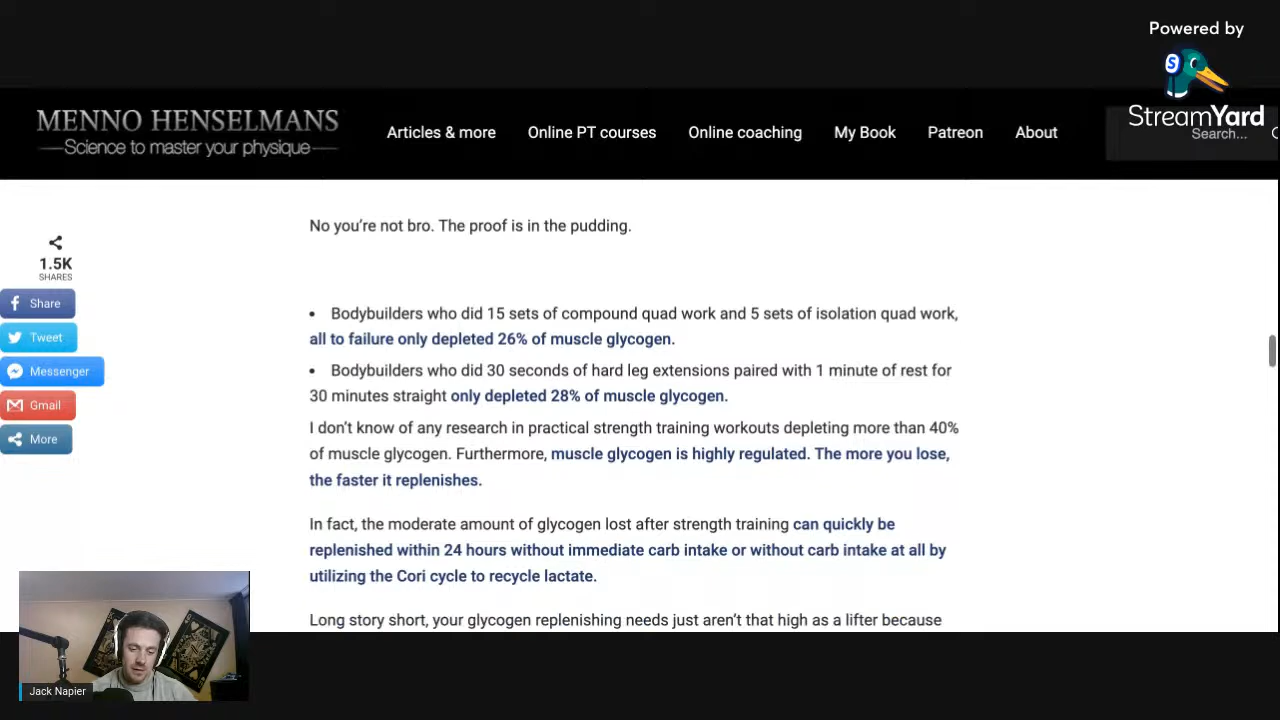 Powered by
StreamYard
MENNO HENSELMANS
Science to master your physique
Articles & more
Online PT courses
Online coaching
My Book
Patreon
About
Search...
No you're not bro. The proof is in the pudding.
1.5K
SHARES
Share
Tweet
Messenger
Gmail
More
• Bodybuilders who did 15 sets of compound quad work and 5 sets of isolation quad work,
all to failure only depleted 26% of muscle glycogen.
• Bodybuilders who did 30 seconds of hard leg extensions paired with 1 minute of rest for
30 minutes straight only depleted 28% of muscle glycogen.
I don't know of any research in practical strength training workouts depleting more than 40%
of muscle glycogen. Furthermore, muscle glycogen is highly regulated. The more you lose,
the faster it replenishes.
In fact, the moderate amount of glycogen lost after strength training can quickly be
replenished within 24 hours without immediate carb intake or without carb intake at all by
utilizing the Cori cycle to recycle lactate.
Long story short, your glycogen replenishing needs just aren't that high as a lifter because
Jack Napier